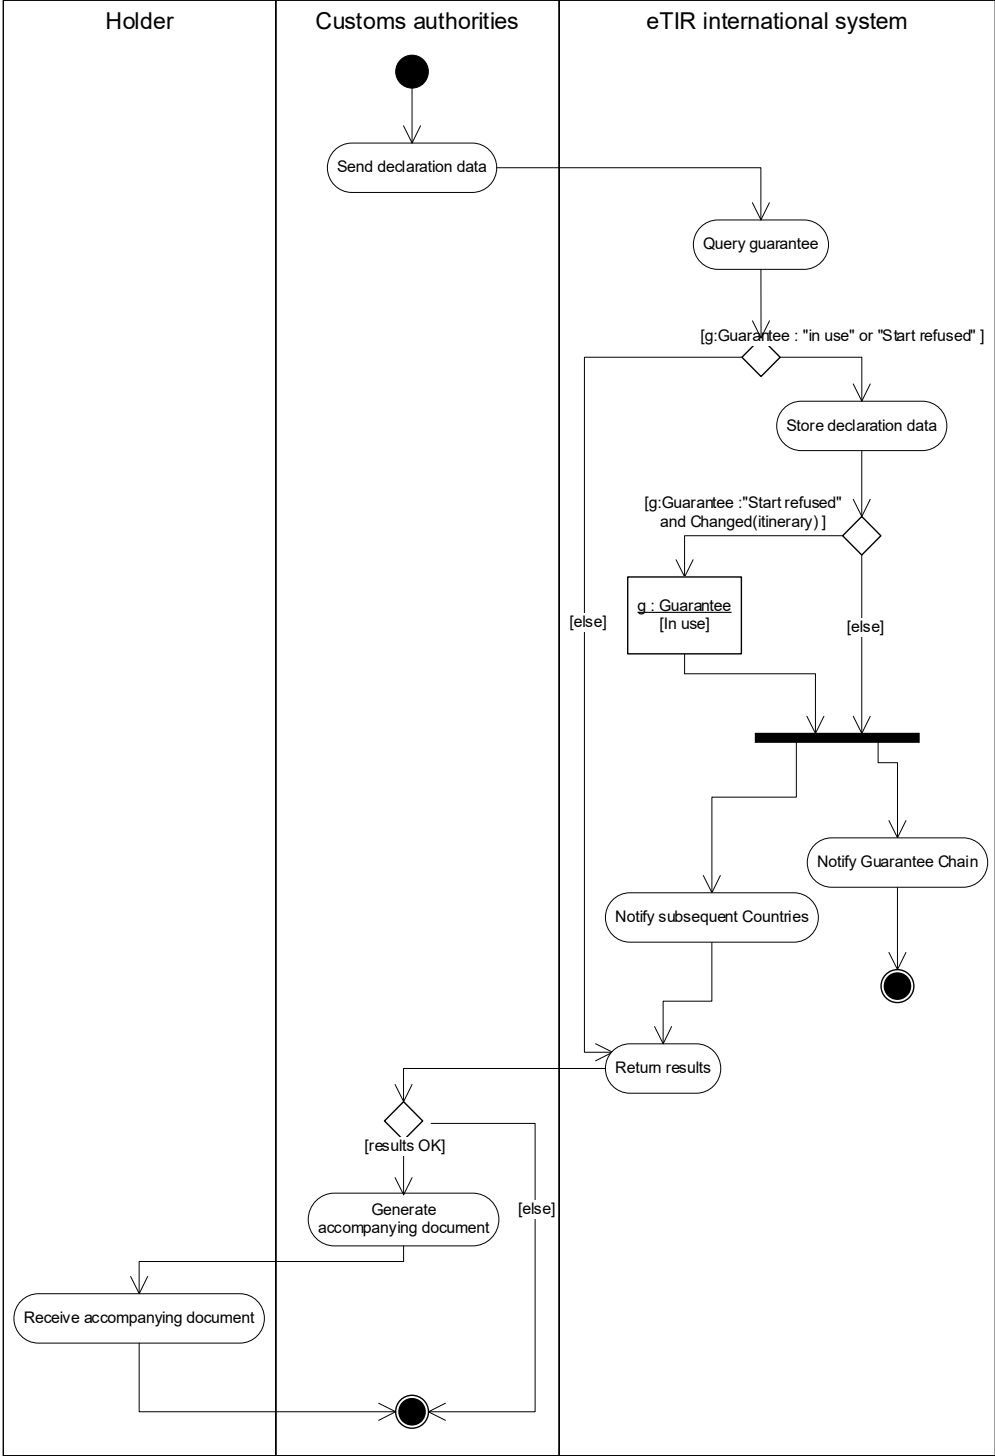 Holder
Customs authorities
eTIR international system
Send declaration data
Query guarantee
[g:Guarantee : "in use" or "Start refused" ]
Store declaration data
[g:Guarantee :"Start refused"
and Changed(itinerary) ]
g : Guarantee
[In use]
[else]
[else]
Notify Guarantee Chain
Notify subsequent Countries
Return results
[results OK]
Generate
accompanying document
[else]
Receive accompanying document